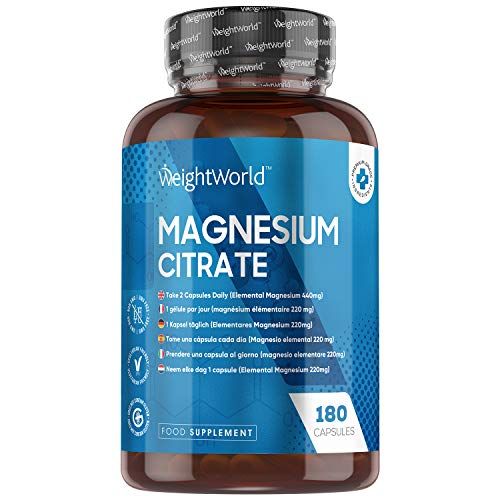 WeightWorld™
MAGNESIUM
CITRATE
Take 2 Capsules Daily (Elemental Magnesium 440mg)
1 gélule par jour (magnésium élémentaire 220 mg)
1 Kapsel täglich (Elementares Magnesium 220mg)
Tome una cápsula cada día (Magnesio elemental 220 mg)
Prendere una capsula al giorno (magnesio elementare 220mg)
Neem elke dag 1 capsule (Elemental Magnesium 220mg)
FOOD SUPPLEMENT
180
CAPSULES